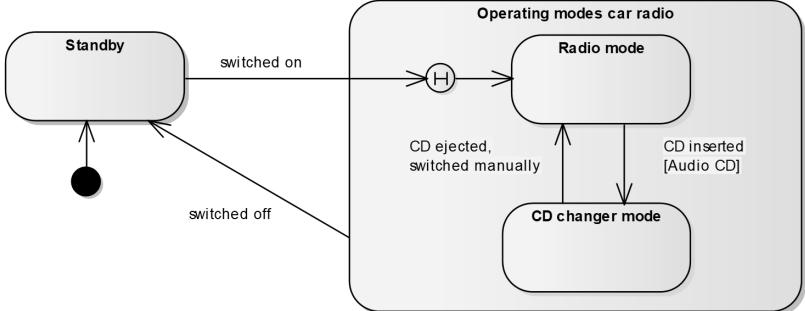 Operating modes car radio
Standby
switched on
H
Radio mode
CD ejected,
switched manually
CD inserted
[Audio CD]
switched off
CD changer mode